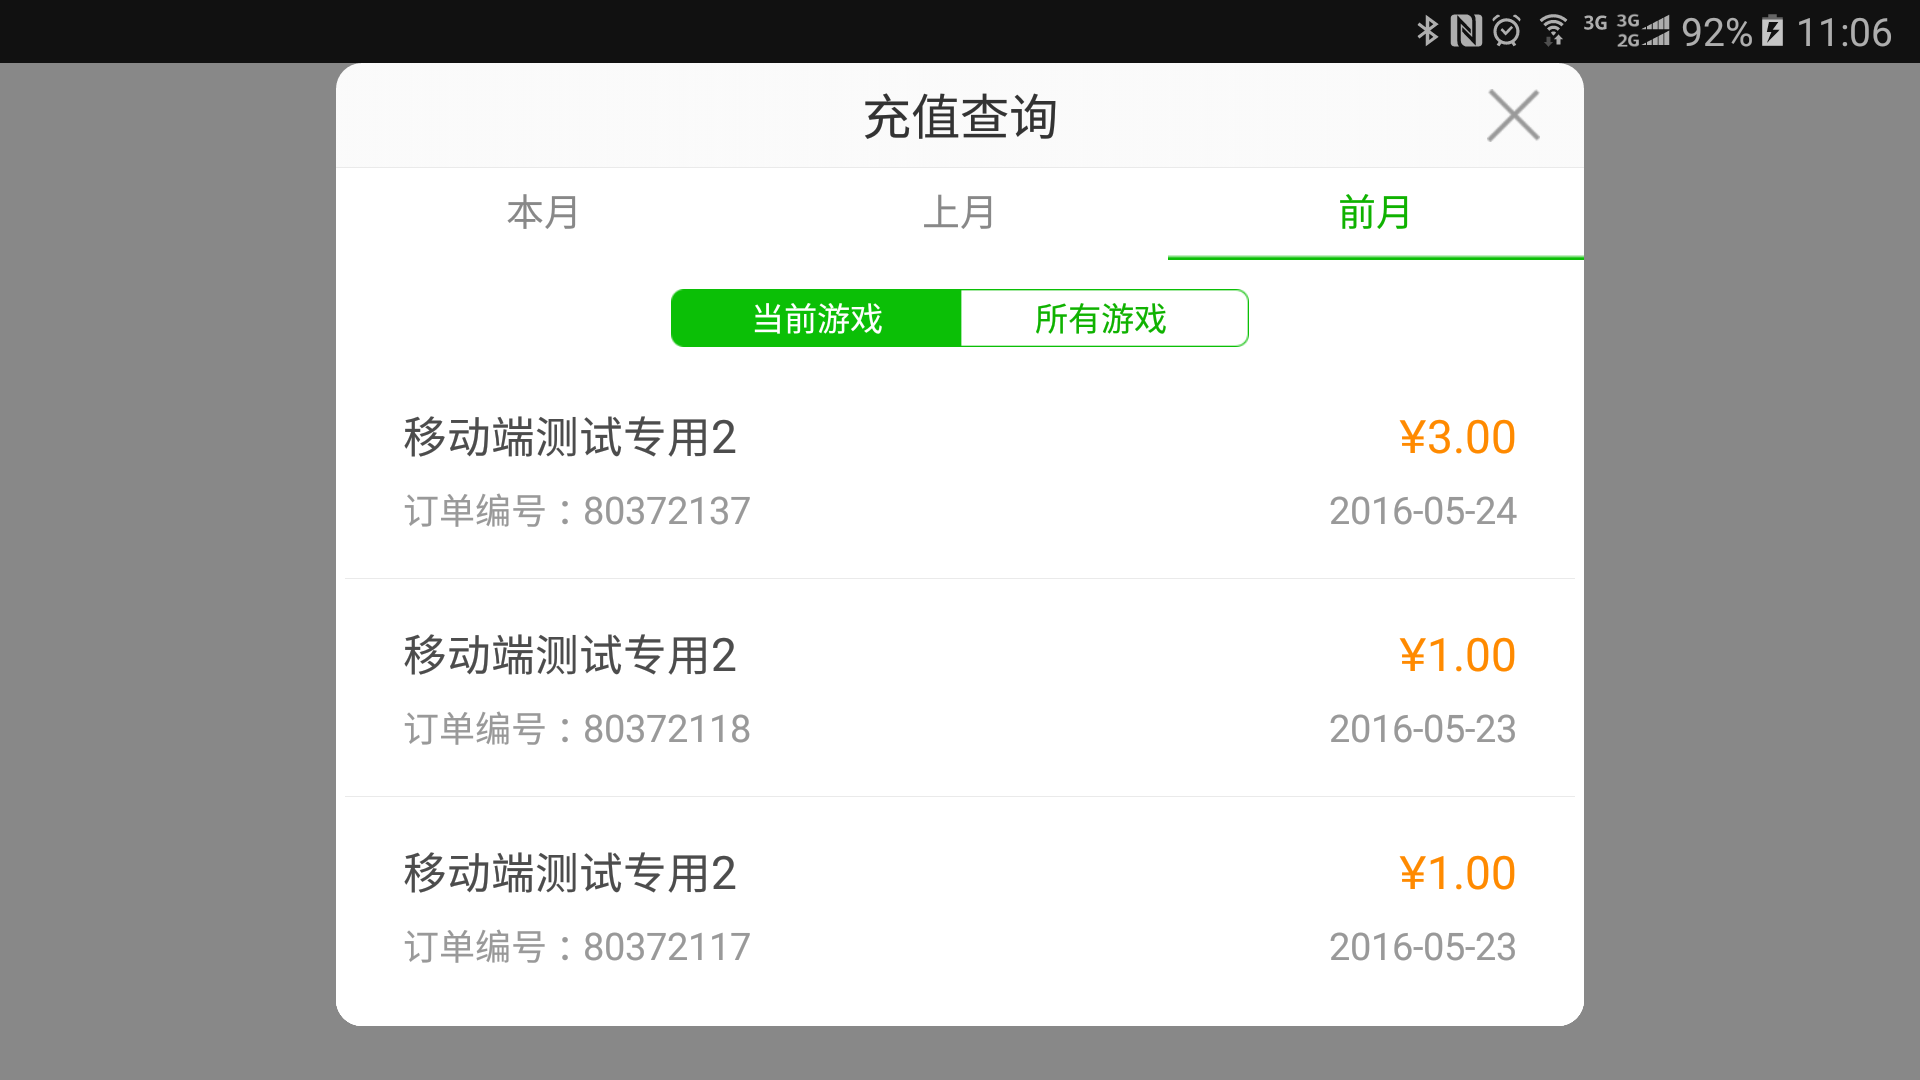 3G 3G 2G 92% 11:06
充值查询
本月 上月 前月
当前游戏 所有游戏
移动端测试专用2 ¥3.00
订单编号：80372137 2016-05-24
移动端测试专用2 ¥1.00
订单编号：80372118 2016-05-23
移动端测试专用2 ¥1.00
订单编号：80372117 2016-05-23